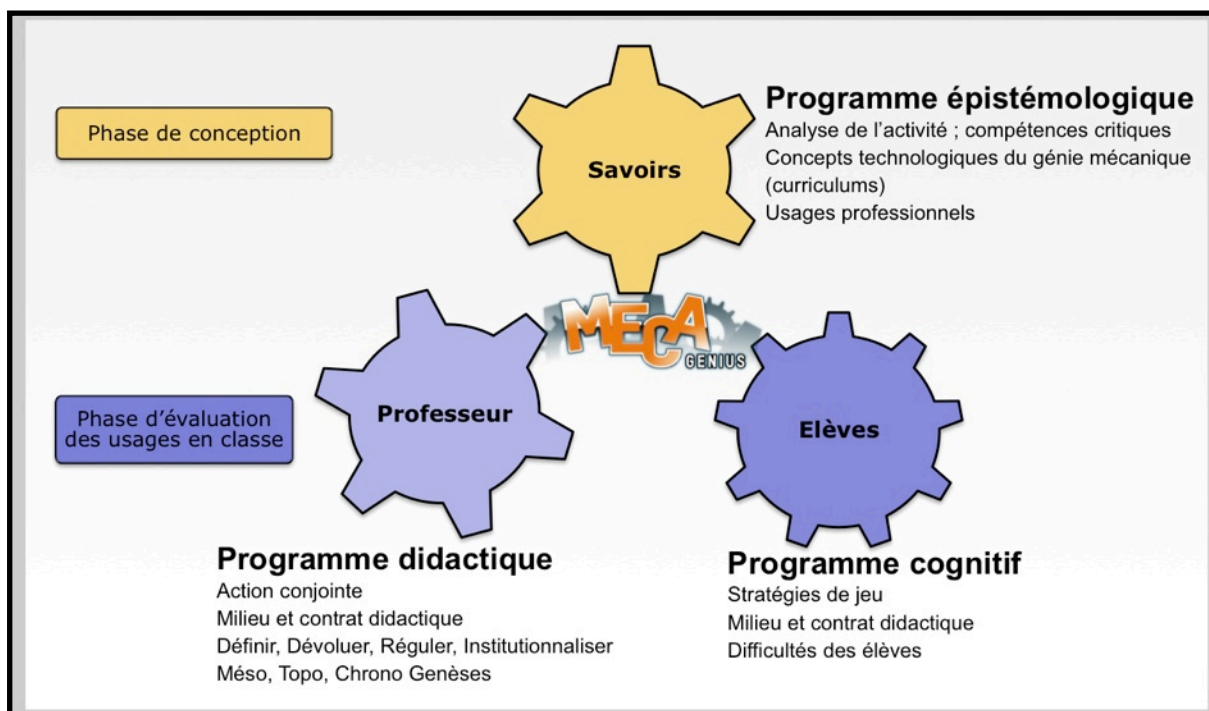 Phase de conception
Savoirs
Programme épistémologique
Analyse de l'activité ; compétences critiques
Concepts technologiques du génie mécanique
(curriculums)
Usages professionnels
MECA
GENIUS
Phase d'évaluation
des usages en classe
Professeur
Elèves
Programme didactique
Action conjointe
Milieu et contrat didactique
Définir, Dévoluer, Réguler, Institutionnaliser
Méso, Topo, Chrono Genèses
Programme cognitif
Stratégies de jeu
Milieu et contrat didactique
Difficultés des élèves